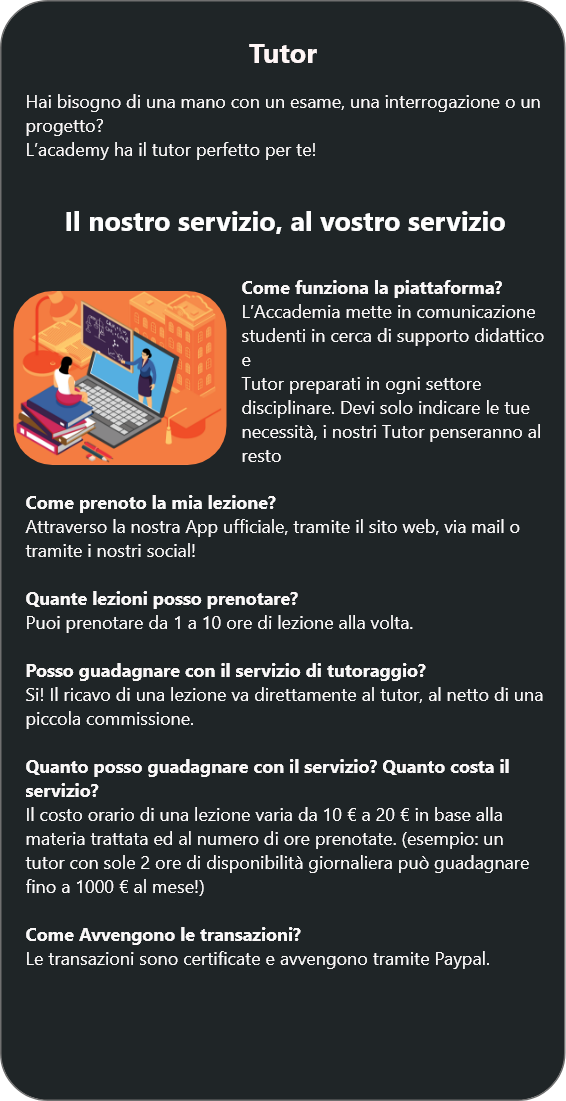 Tutor
Hai bisogno di una mano con un esame, una interrogazione o un
progetto?
L’academy ha il tutor perfetto per te!
Il nostro servizio, al vostro servizio
Come funziona la piattaforma?
L’Accademia mette in comunicazione
studenti in cerca di supporto didattico
e
Tutor preparati in ogni settore
disciplinare. Devi solo indicare le tue
necessità, i nostri Tutor penseranno al
resto
Come prenoto la mia lezione?
Attraverso la nostra App ufficiale, tramite il sito web, via mail o
tramite i nostri social!
Quante lezioni posso prenotare?
Puoi prenotare da 1 a 10 ore di lezione alla volta.
Posso guadagnare con il servizio di tutoraggio?
Si! Il ricavo di una lezione va direttamente al tutor, al netto di una
piccola commissione.
Quanto posso guadagnare con il servizio? Quanto costa il
servizio?
Il costo orario di una lezione varia da 10 € a 20 € in base alla
materia trattata ed al numero di ore prenotate. (esempio: un
tutor con sole 2 ore di disponibilità giornaliera può guadagnare
fino a 1000 € al mese!)
Come Avvengono le transazioni?
Le transazioni sono certificate e avvengono tramite Paypal.